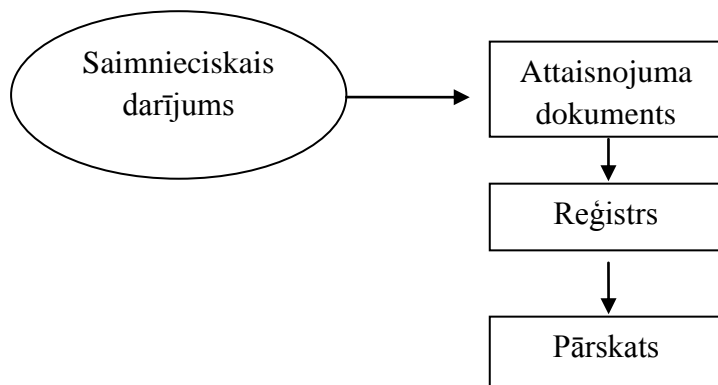 Saimnieciskais
darījums
Attaisnojuma
dokuments
Reģistrs
Pārskats